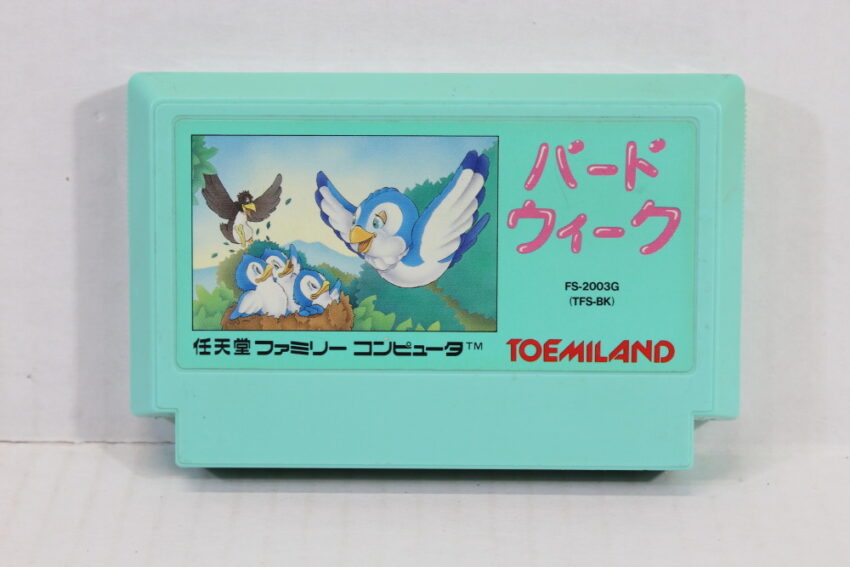 バード
ウィーク
FS-2003G
(TFS-BK)
任天堂 ファミリー コンピュータ™
TOEMILAND